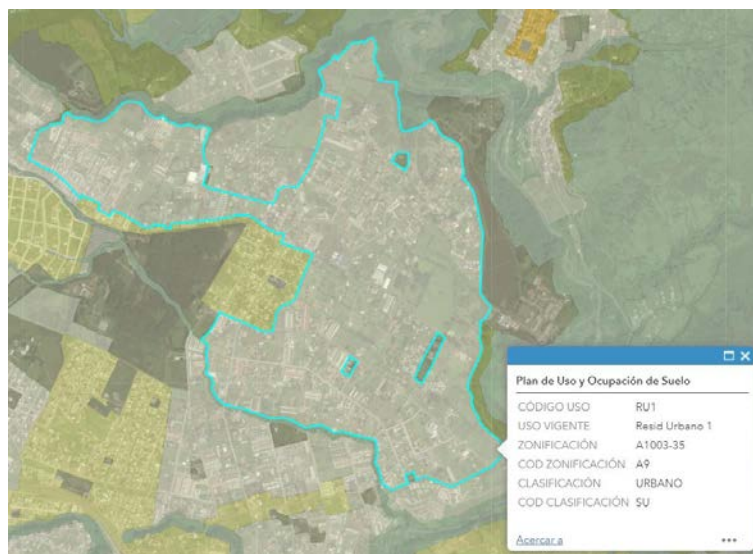 Plan de Uso y Ocupación de Suelo
CÓDIGO USO RU1
USO VIGENTE Resid Urbano 1
ZONIFICACIÓN A1003-35
COD ZONIFICACIÓN A9
CLASIFICACIÓN URBANO
COD CLASIFICACIÓN SU
Acercar a